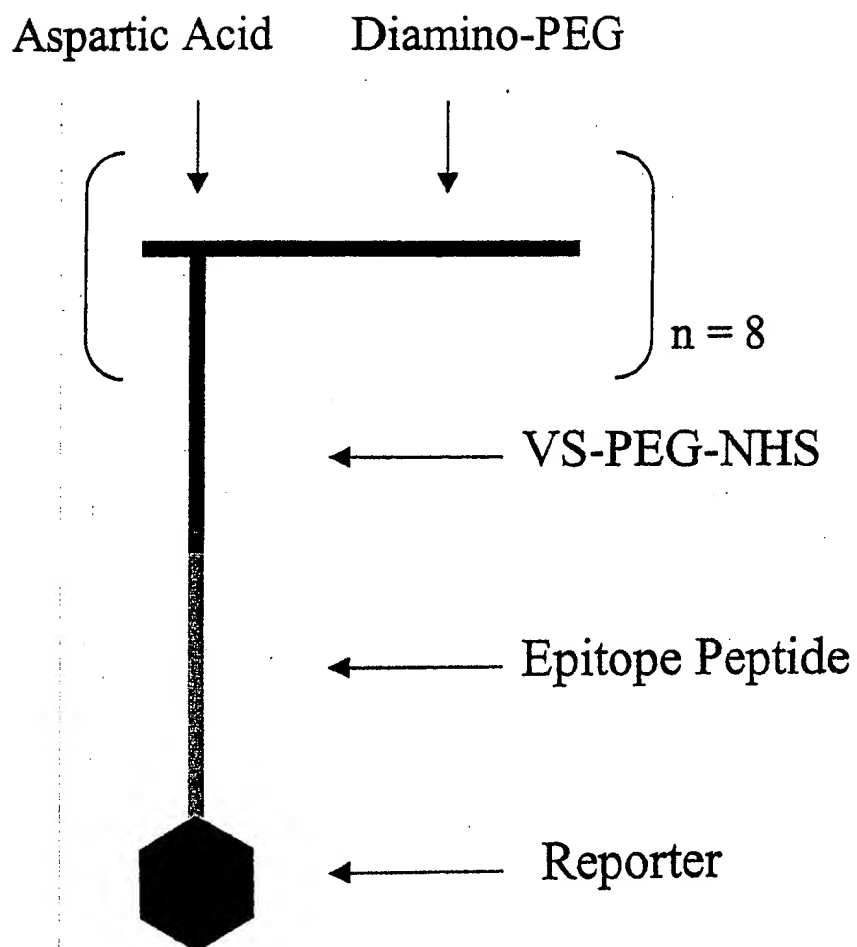 Aspartic Acid Diamino-PEG
n = 8
VS-PEG-NHS
Epitope Peptide
Reporter